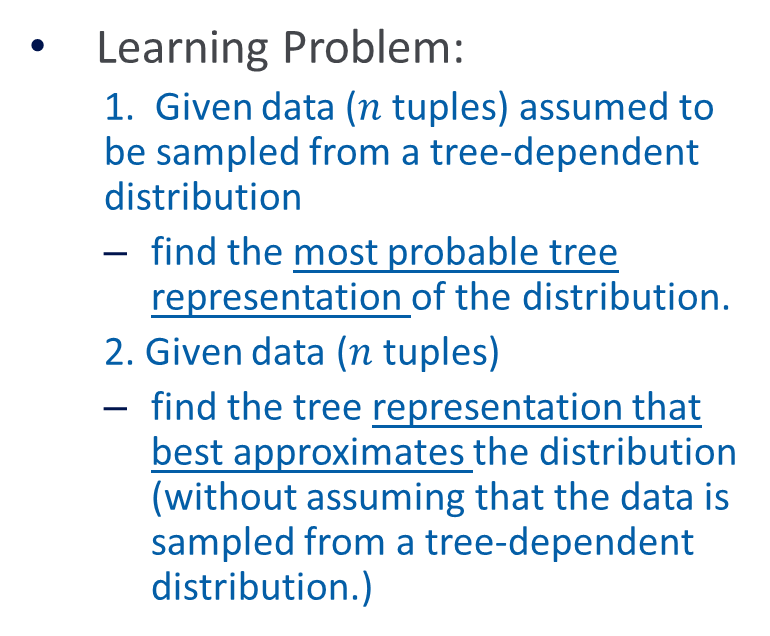 • Learning Problem:
1. Given data (n tuples) assumed to
be sampled from a tree-dependent
distribution
– find the most probable tree
representation of the distribution.
2. Given data (n tuples)
– find the tree representation that
best approximates the distribution
(without assuming that the data is
sampled from a tree-dependent
distribution.)